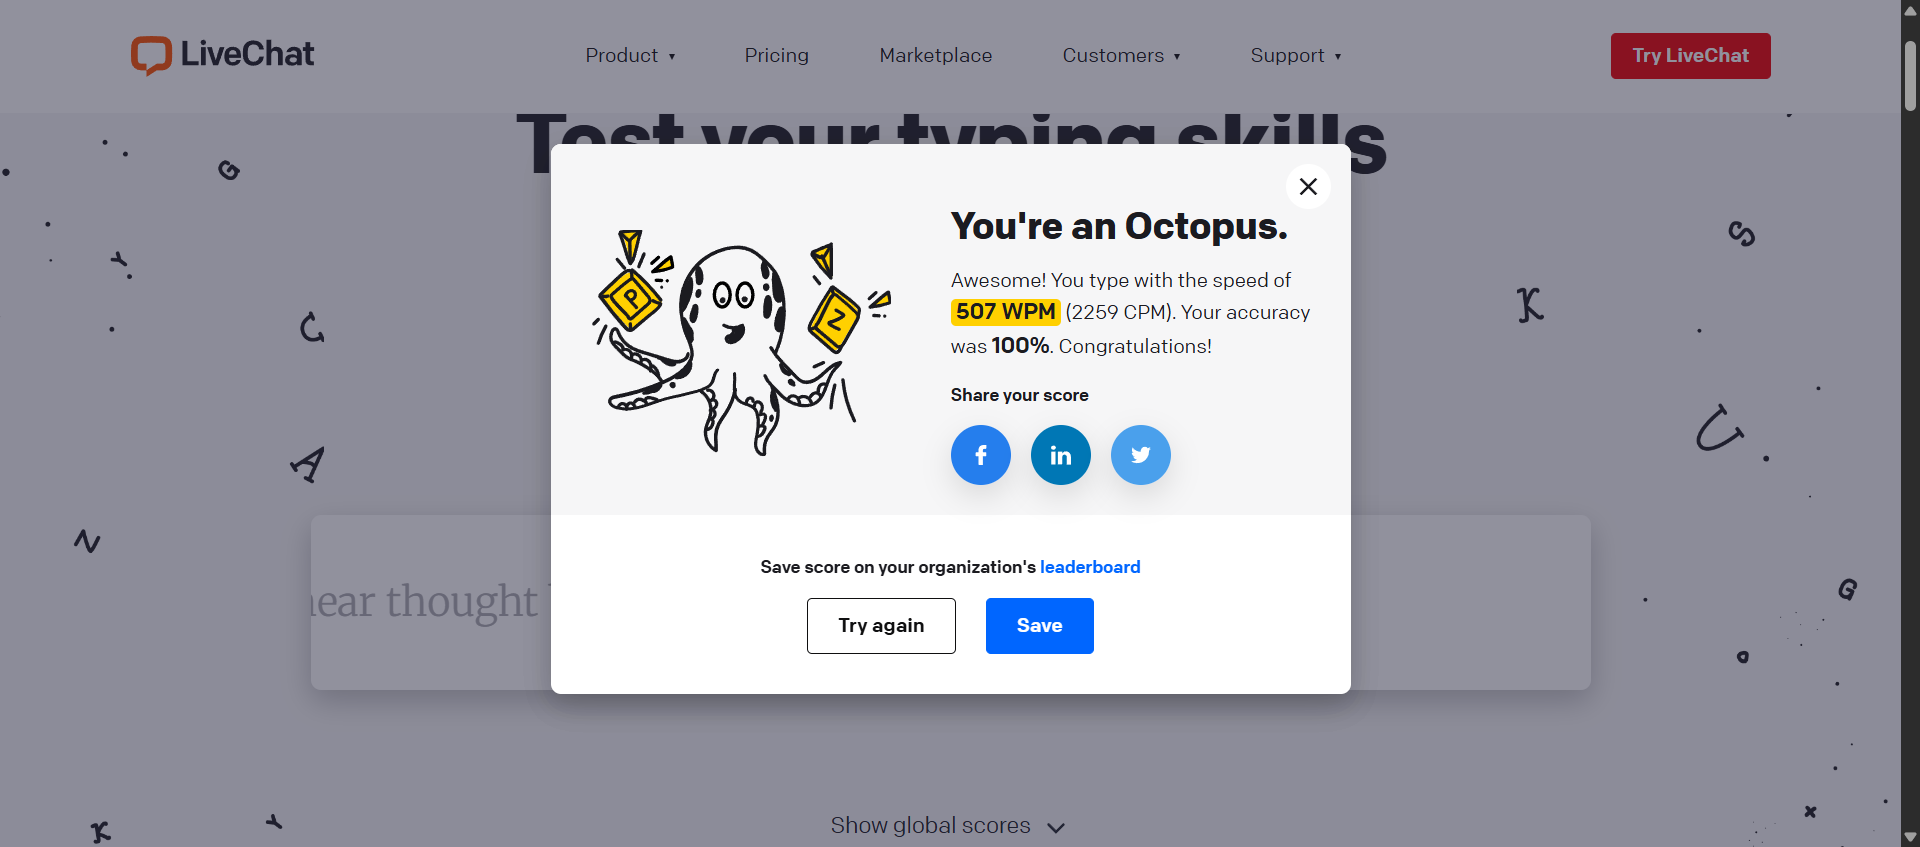 LiveChat
Product ▾ Pricing Marketplace Customers ▾ Support ▾ Try LiveChat
Test your typing skills
You're an Octopus.
Awesome! You type with the speed of
507 WPM (2259 CPM). Your accuracy
was 100%. Congratulations!
Share your score
f in
P
Z
Save score on your organization's leaderboard
Try again Save
hear thought
Show global scores
G
Y
C
A
N
K
Y
S
K
U
G